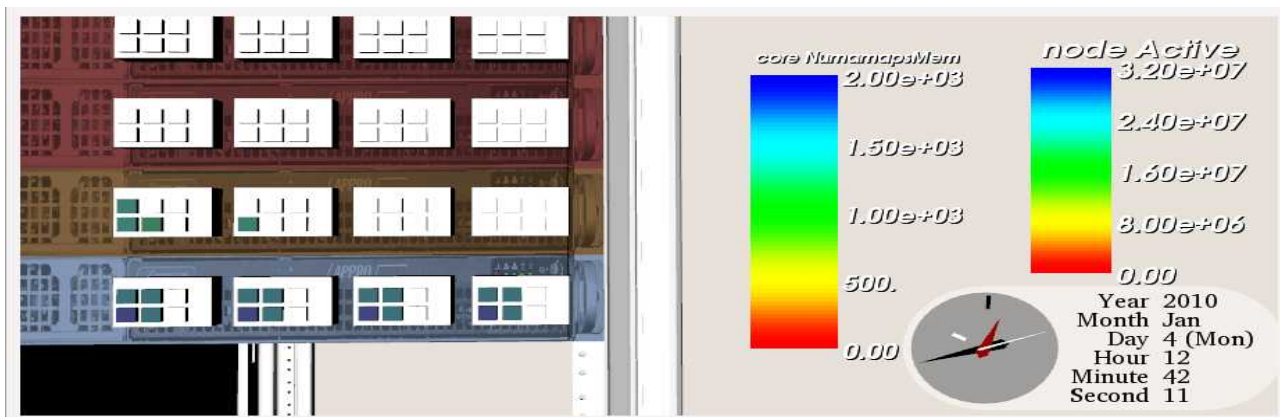 core NumamapsMem
2.00e+03
1.50e+03
1.00e+03
500.
0.00
node Active
3.20e+07
2.40e+07
1.60e+07
8.00e+06
0.00
Year 2010
Month Jan
Day 4 (Mon)
Hour 12
Minute 42
Second 11
APPRO
APPRO